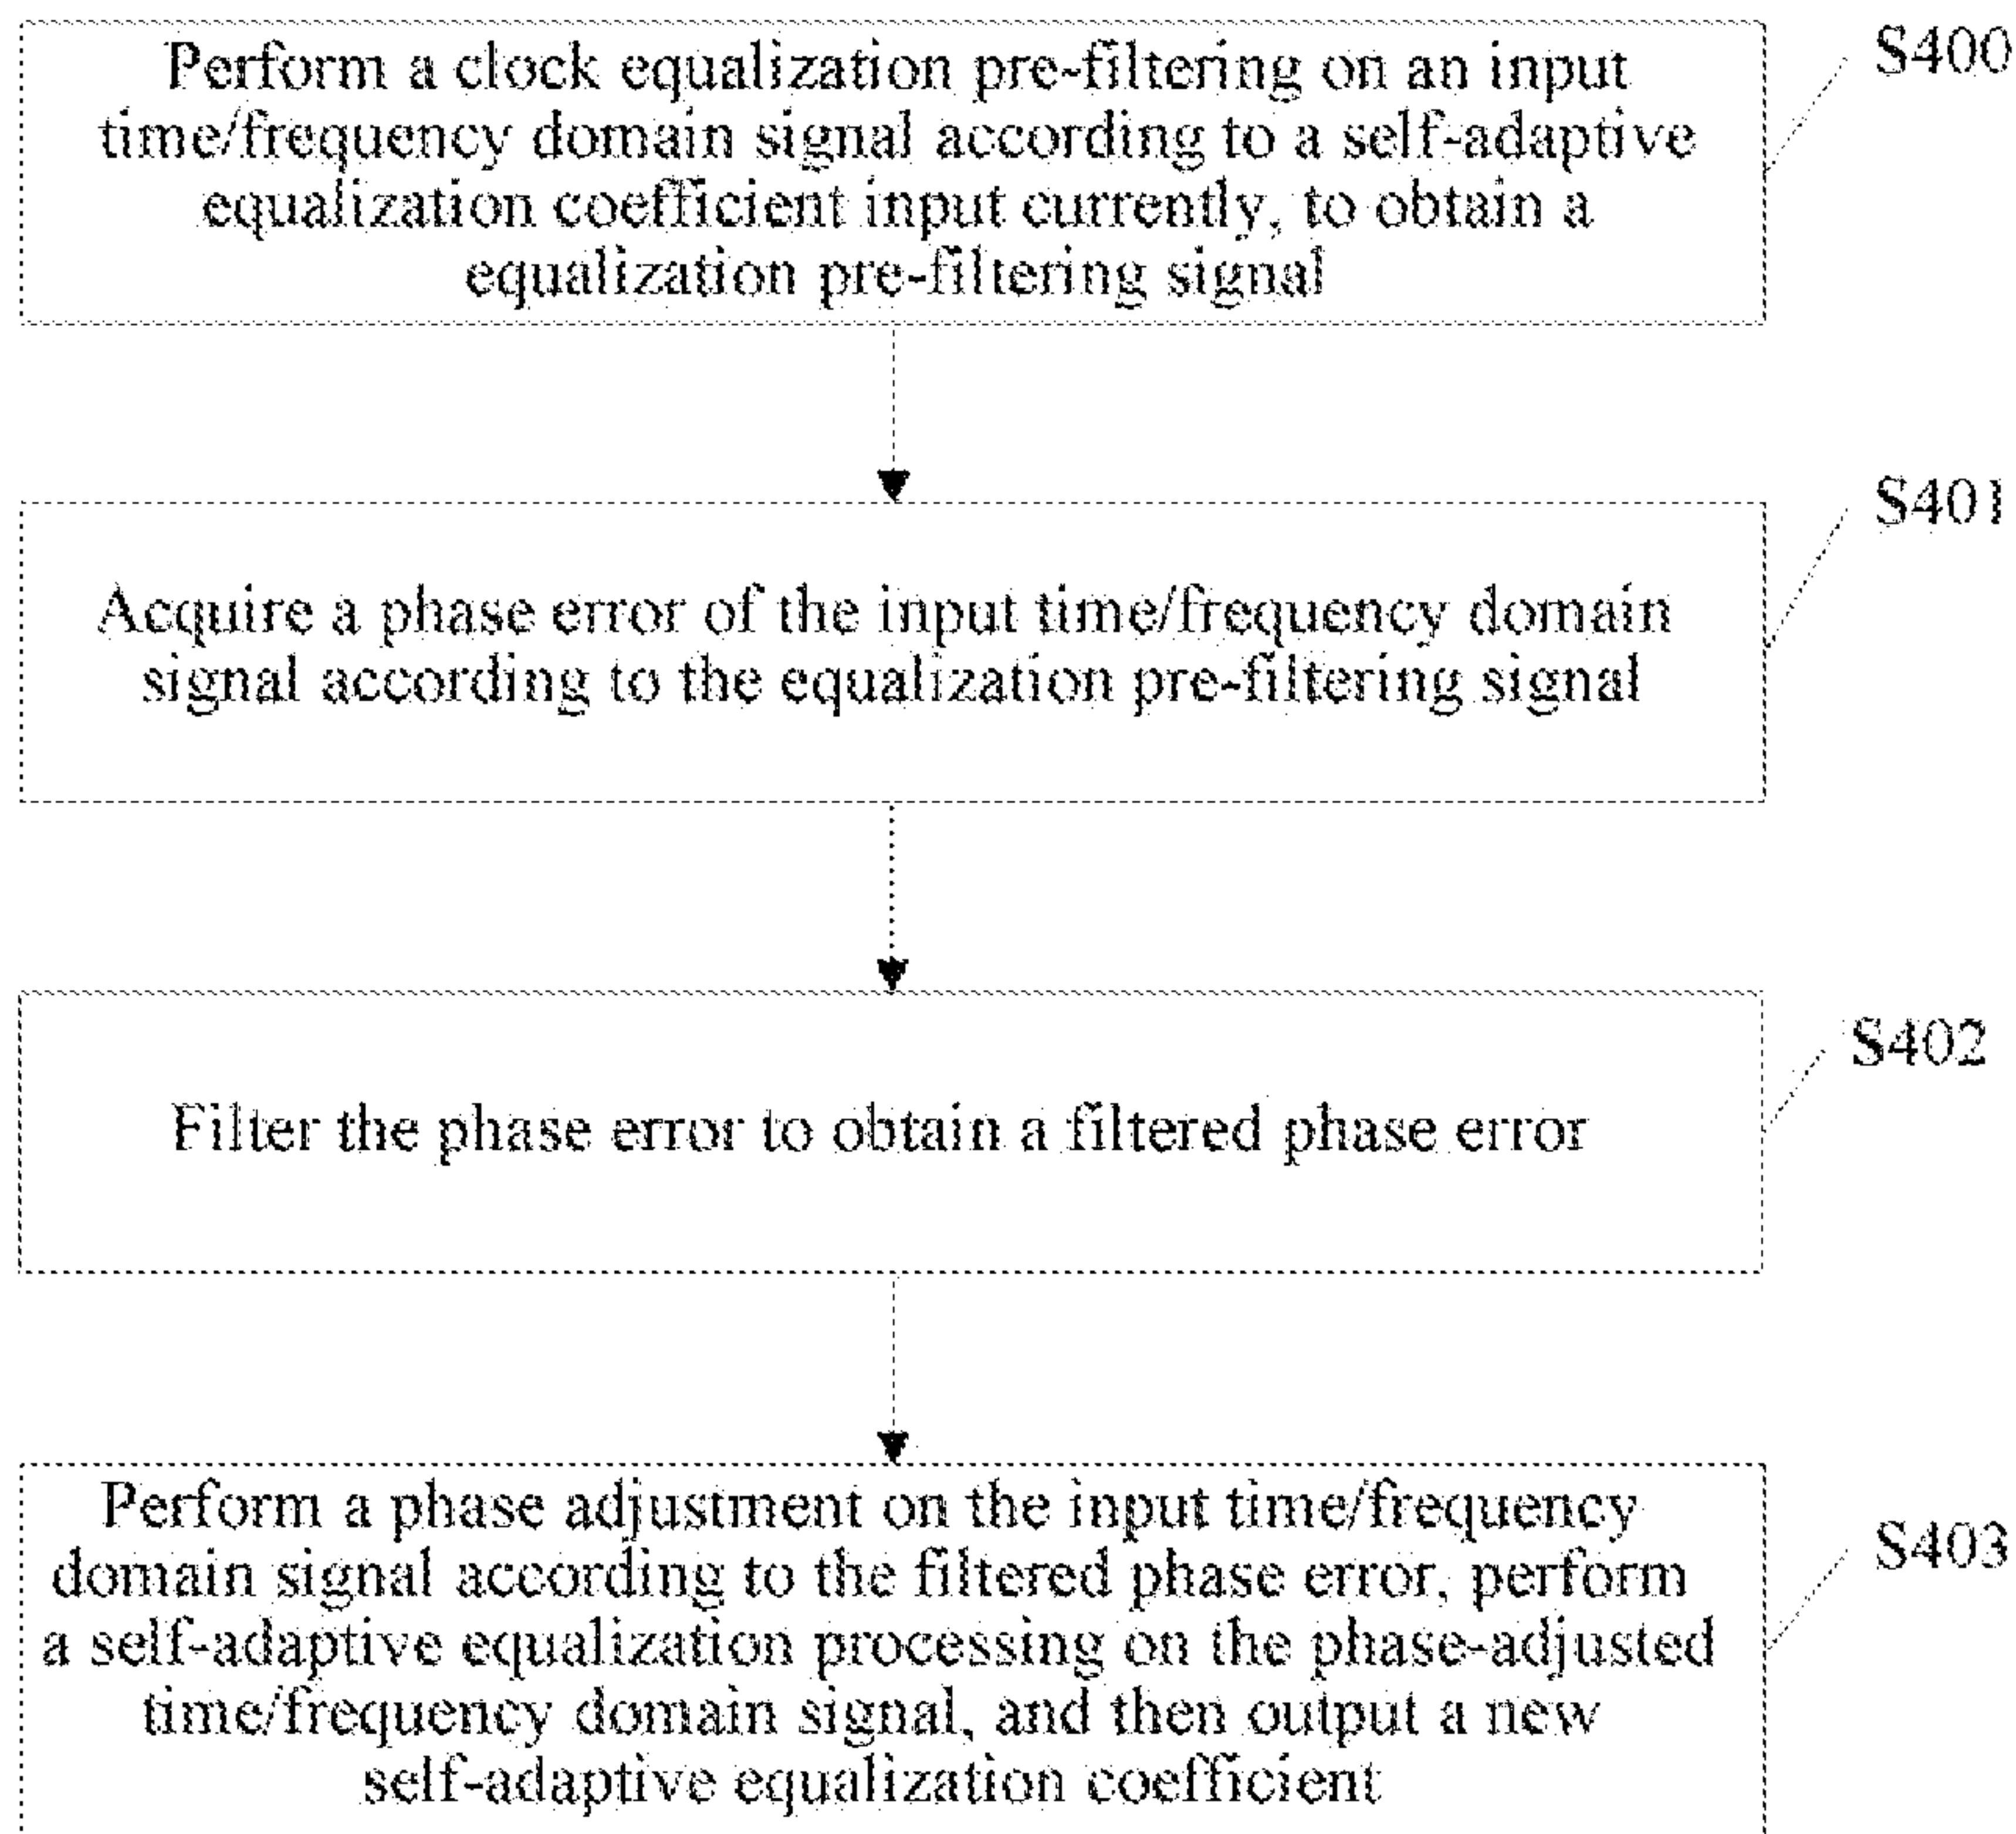 Perform a clock equalization pre-filtering on an input
time/frequency domain signal according to a self-adaptive
equalization coefficient input currently, to obtain a
equalization pre-filtering signal
S400
Acquire a phase error of the input time/frequency domain
signal according to the equalization pre-filtering signal
S401
Filter the phase error to obtain a filtered phase error
S402
Perform a phase adjustment on the input time/frequency
domain signal according to the filtered phase error, perform
a self-adaptive equalization processing on the phase-adjusted
time/frequency domain signal, and then output a new
self-adaptive equalization coefficient
S403